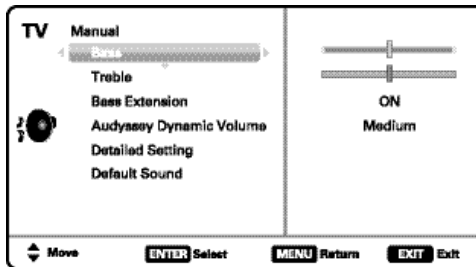 TV Manual
Bass
Treble
Bass Extension ON
Audyssey Dynamic Volume Medium
Detailed Setting
Default Sound
Move ENTER Select MENU Return EXIT Exit